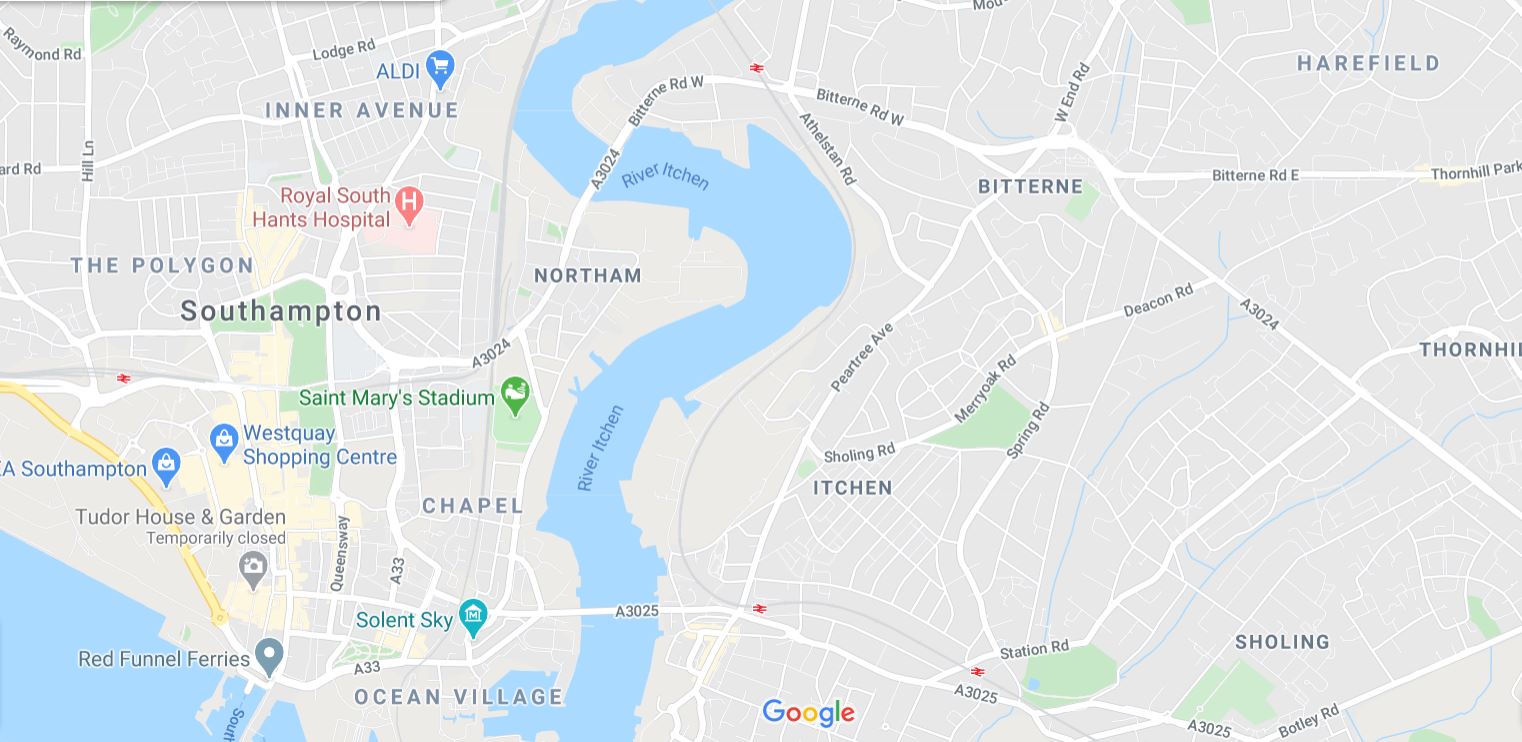 Mou
Raymond Rd
Lodge Rd
HAREFIELD
ALDI
Bitterne Rd W
Bitterne Rd W
W End Rd
INNER AVENUE
Athelstan Rd
Hill Ln
ard Rd
A3024
River Itchen
Bitterne Rd E
Thornhill Park
BITTERNE
Royal South
Hants Hospital
THE POLYGON
NORTHAM
Southampton
Deacon Rd
A3024
A3024
THORNHI
Peartree Ave
Merryoak Rd
Saint Mary's Stadium
Spring Rd
Westquay
Shopping Centre
River Itchen
Sholing Rd
EA Southampton
ITCHEN
CHAPEL
Tudor House & Garden
Temporarily closed
Queensway
A33
A3025
Solent Sky
Station Rd
SHOLING
Red Funnel Ferries
A33
OCEAN VILLAGE
A3025
Google
South
A3025
Botley Rd